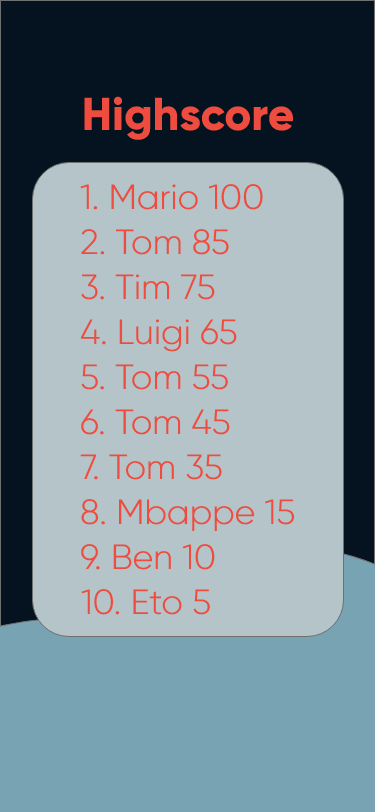 Highscore
1. Mario 100
2. Tom 85
3. Tim 75
4. Luigi 65
5. Tom 55
6. Tom 45
7. Tom 35
8. Mbappe 15
9. Ben 10
10. Eto 5